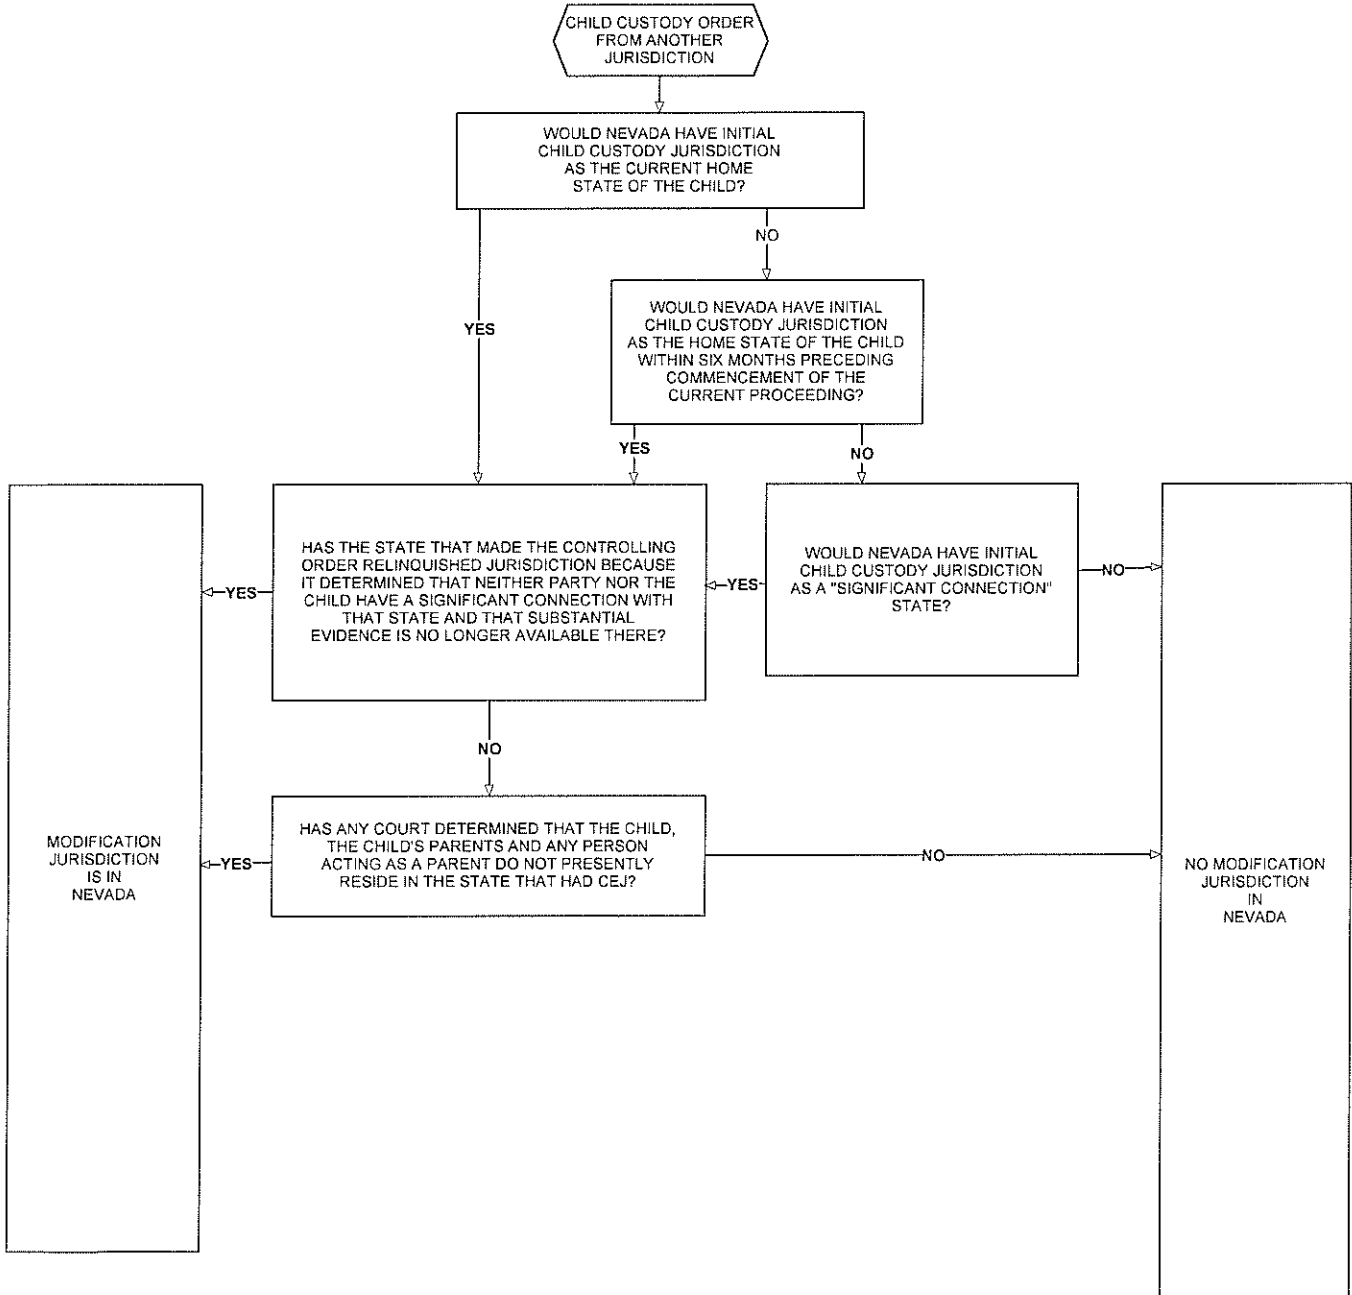 CHILD CUSTODY ORDER
FROM ANOTHER
JURISDICTION
WOULD NEVADA HAVE INITIAL
CHILD CUSTODY JURISDICTION
AS THE CURRENT HOME
STATE OF THE CHILD?
NO
WOULD NEVADA HAVE INITIAL
CHILD CUSTODY JURISDICTION
AS THE HOME STATE OF THE CHILD
WITHIN SIX MONTHS PRECEDING
COMMENCEMENT OF THE
CURRENT PROCEEDING?
YES
YES
NO
HAS THE STATE THAT MADE THE CONTROLLING
ORDER RELINQUISHED JURISDICTION BECAUSE
IT DETERMINED THAT NEITHER PARTY NOR THE
CHILD HAVE A SIGNIFICANT CONNECTION WITH
THAT STATE AND THAT SUBSTANTIAL
EVIDENCE IS NO LONGER AVAILABLE THERE?
WOULD NEVADA HAVE INITIAL
CHILD CUSTODY JURISDICTION
AS A "SIGNIFICANT CONNECTION"
STATE?
YES
YES
NO
NO
HAS ANY COURT DETERMINED THAT THE CHILD,
THE CHILD'S PARENTS AND ANY PERSON
ACTING AS A PARENT DO NOT PRESENTLY
RESIDE IN THE STATE THAT HAD CEJ?
YES
NO
MODIFICATION
JURISDICTION
IS IN
NEVADA
NO MODIFICATION
JURISDICTION
IN
NEVADA